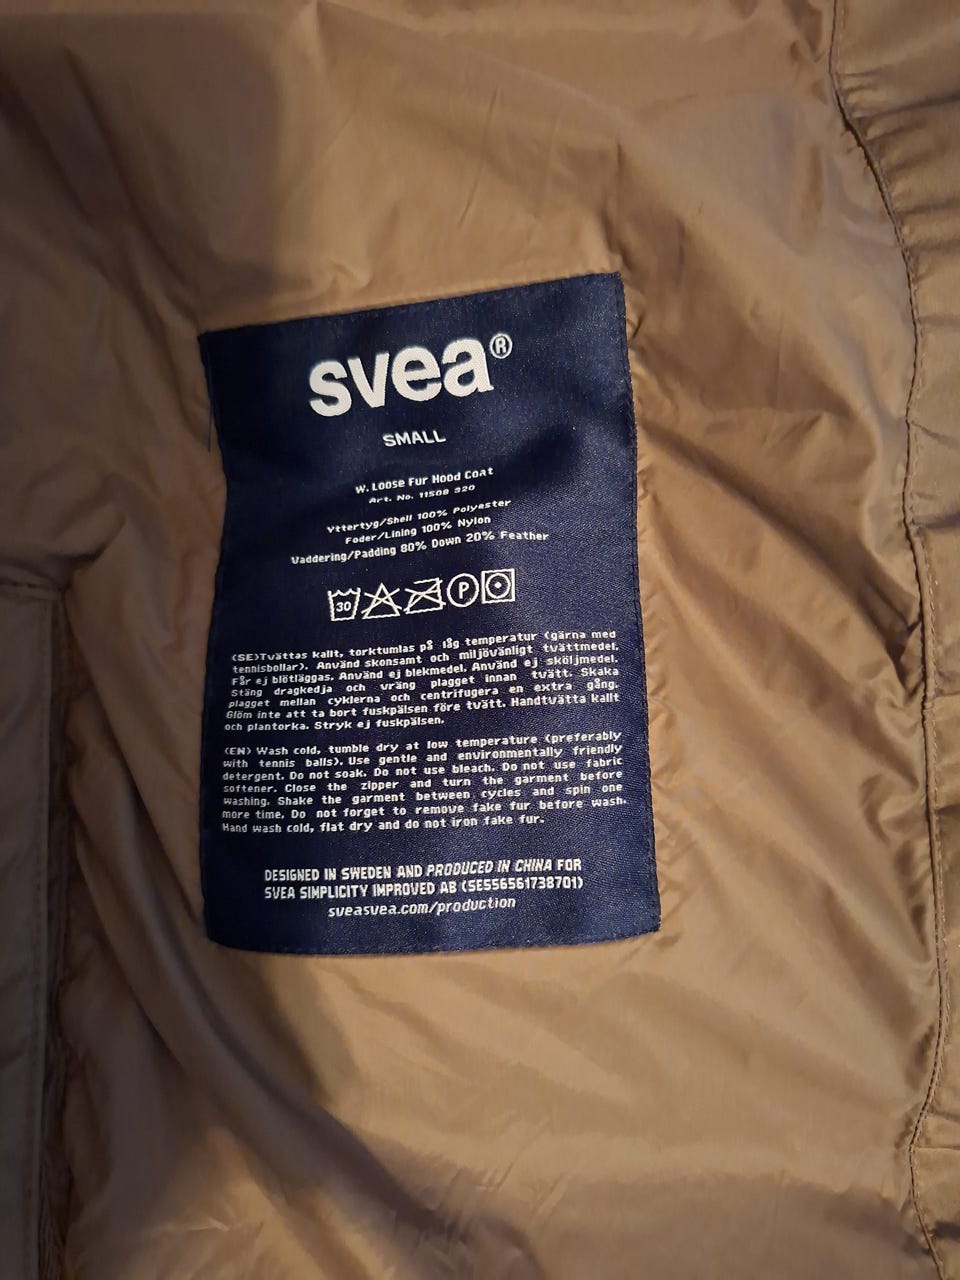 svea®
SMALL
W. Loose Fur Hood Coat
Art. No. 11508 320
Yttertyg/Shell 100% Polyester
Foder/Lining 100% Nylon
Vaddering/Padding 80% Down 20% Feather
30 P
(SE)Tvättas kallt, torktumlas på låg temperatur (gärna med
tennisbollar). Använd skonsamt och miljövänligt tvättmedel.
Får ej blötläggas. Använd ej blekmedel. Använd ej sköljmedel.
Stäng dragkedja och vräng plagget innan tvätt. Skaka
plagget mellan cyklerna och centrifugera en extra gång.
Glöm inte att ta bort fuskpälsen före tvätt. Handtvätta kallt
och plantorka. Stryk ej fuskpälsen.
(EN) Wash cold, tumble dry at low temperature (preferably
with tennis balls). Use gentle and environmentally friendly
detergent. Do not soak. Do not use bleach. Do not use fabric
softener. Close the zipper and turn the garment before
washing. Shake the garment between cycles and spin one
more time. Do not forget to remove fake fur before wash.
Hand wash cold, flat dry and do not iron fake fur.
DESIGNED IN SWEDEN AND PRODUCED IN CHINA FOR
SVEA SIMPLICITY IMPROVED AB (SE556561738701)
sveasvea.com/production